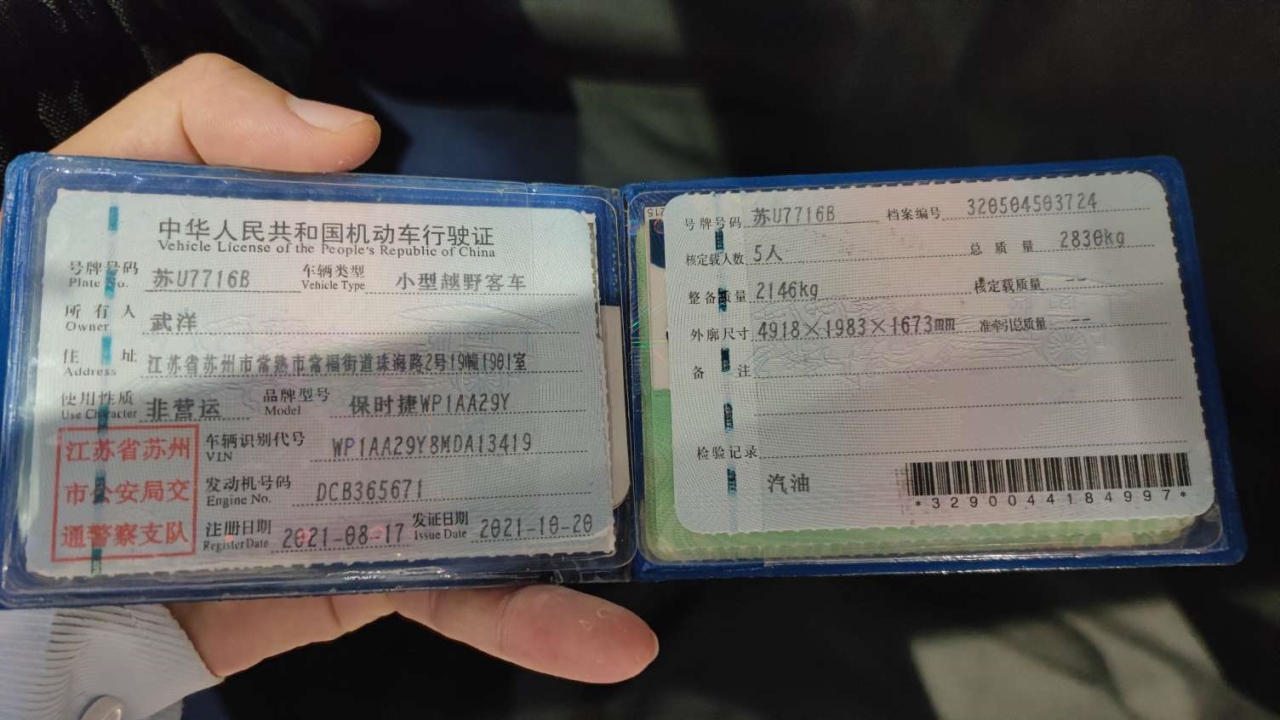 中华人民共和国机动车行驶证
Vehicle License of the People's Republic of China
号牌号码 苏U7716B 车辆类型 小型越野客车
Plate No. Vehicle Type
所有人 武洋
Owner
住址 江苏省苏州市常熟市常福街道珠海路2号19幢1901室
Address
使用性质 非营运 品牌型号 保时捷WP1AA29Y
Use Character Model
江苏省苏州
市公安局交
通警察支队
车辆识别代号 WP1AA29Y8MDA13419
VIN
发动机号码 DCB365671
Engine No.
注册日期 2021-08-17 发证日期 2021-10-20
Register Date Issue Date
号牌号码 苏U7716B 档案编号 320504503724
核定载人数 5人 总质量 2830kg
整备质量 2146kg 核定载质量 --
外廓尺寸 4918×1983×1673mm 准牵引总质量 --
备注
检验记录
汽油
*3290044184997*